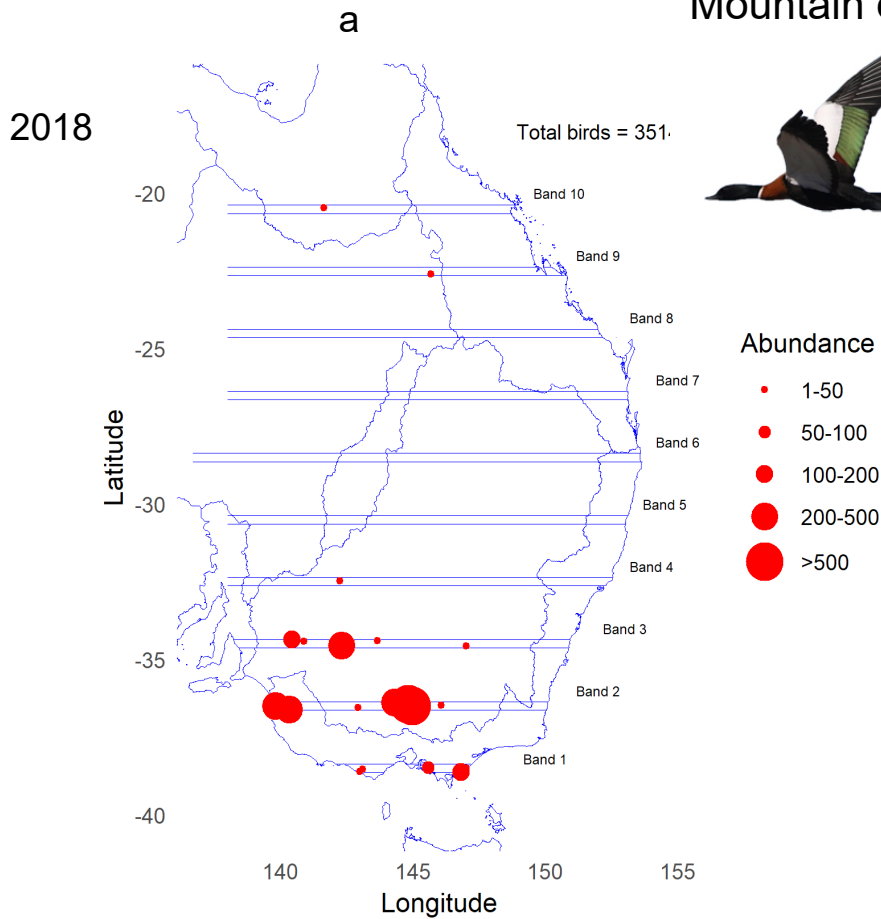 a
Mountain
2018
Total birds = 351
Band 10
Band 9
Band 8
Band 7
Band 6
Band 5
Band 4
Band 3
Band 2
Band 1
-20
-25
-30
-35
-40
Latitude
140 145 150 155
Longitude
Abundance
1-50
50-100
100-200
200-500
>500